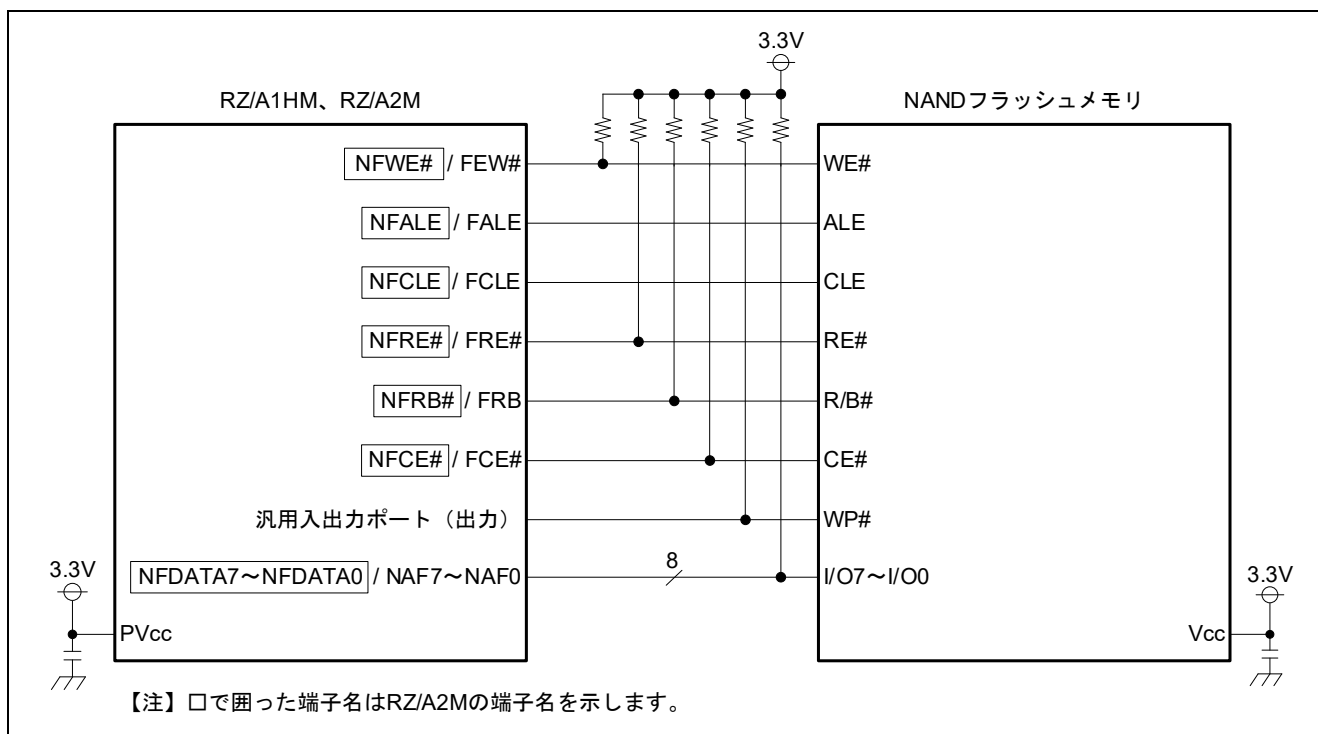 3.3V
RZ/A1HM、RZ/A2M
NANDフラッシュメモリ
NFWE# / FEW#
WE#
NFALE / FALE
ALE
NFCLE / FCLE
CLE
NFRE# / FRE#
RE#
NFRB# / FRB
R/B#
NFCE# / FCE#
CE#
汎用入出力ポート（出力）
WP#
3.3V
NFDATA7～NFDATA0 / NAF7～NAF0
8
I/O7～I/O0
3.3V
PVcc
Vcc
【注】□で囲った端子名はRZ/A2Mの端子名を示します。